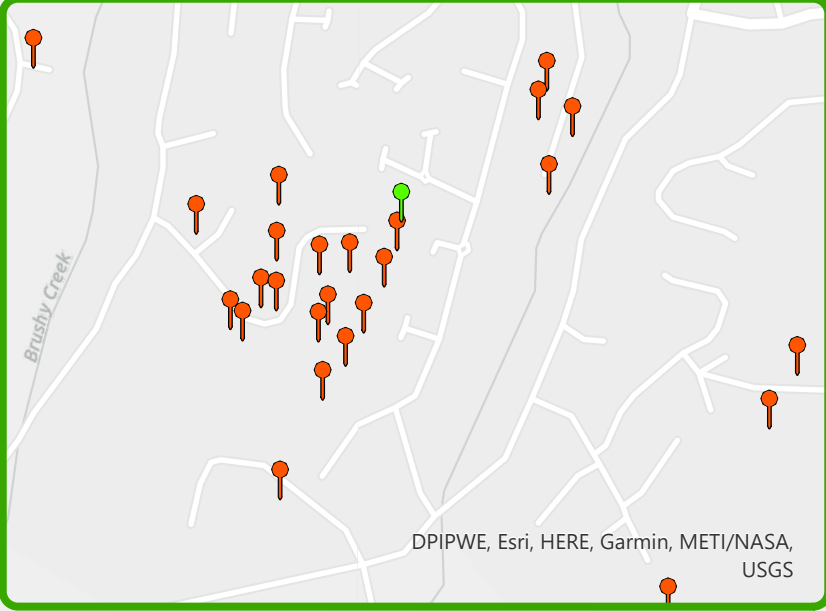 Brushy Creek
DPIPWE, Esri, HERE, Garmin, METI/NASA,
USGS